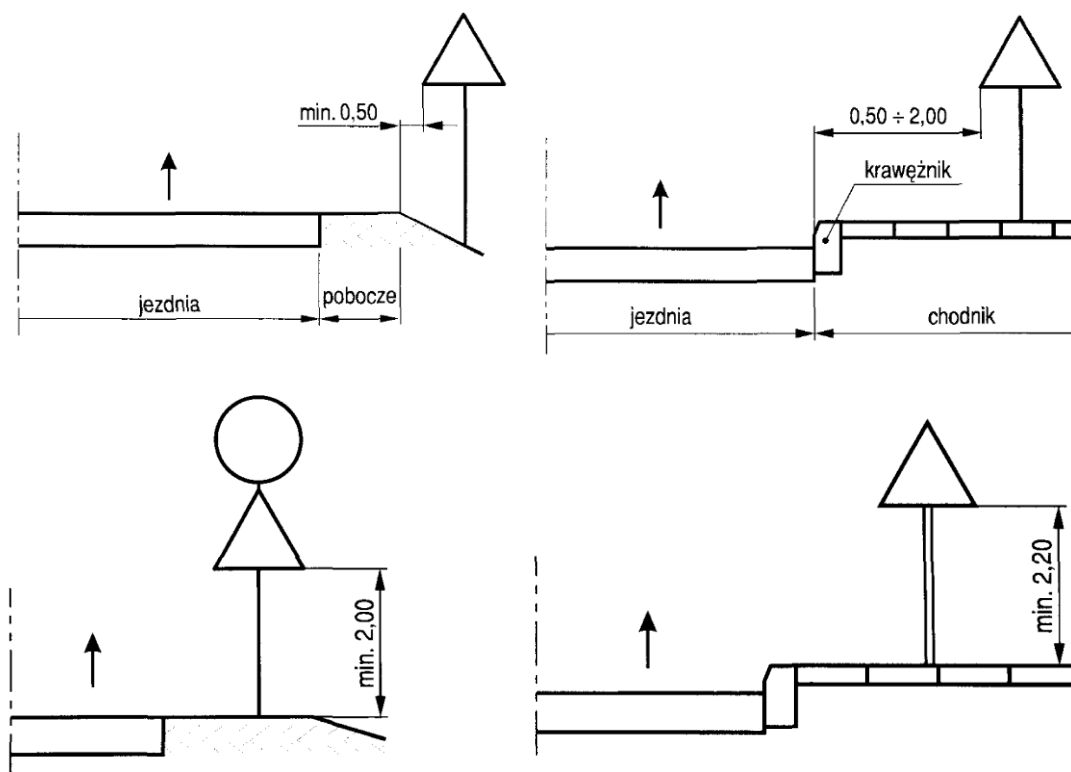 min. 0,50
jezdnia
pobocze
0,50 ÷ 2,00
krawężnik
jezdnia
chodnik
min. 2,00
min. 2,20